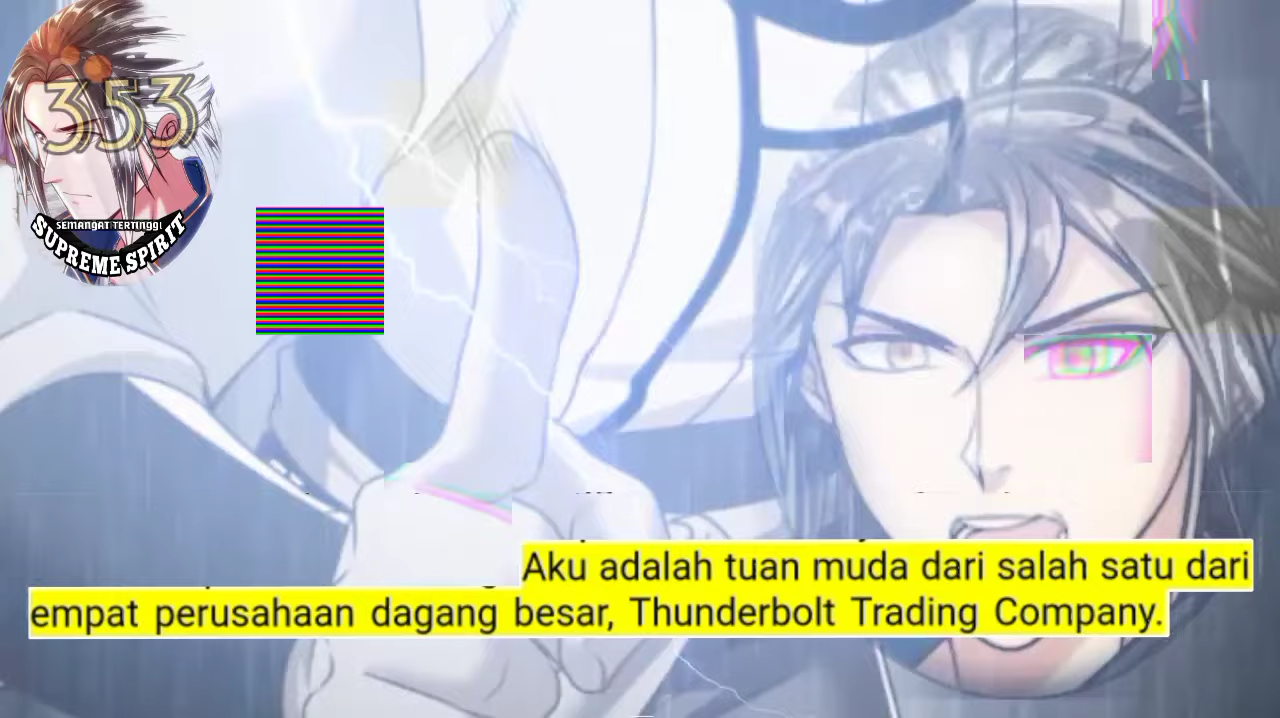 353
SEMANGAT TERTINGGI
SUPREME SPIRIT
Aku adalah tuan muda dari salah satu dari
empat perusahaan dagang besar, Thunderbolt Trading Company.